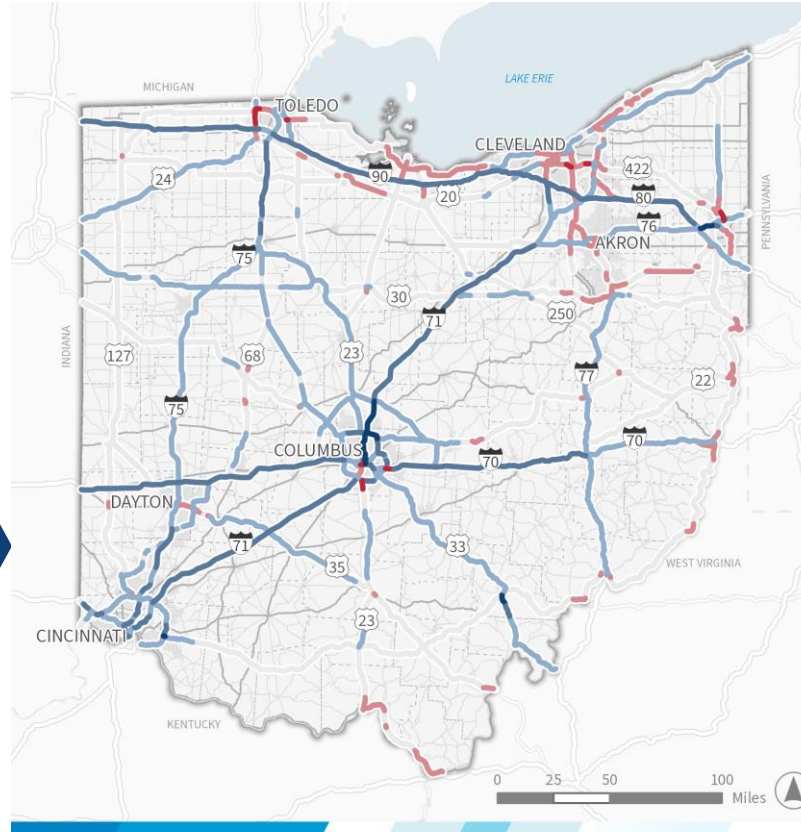 LAKE ERIE
MICHIGAN
TOLEDO
CLEVELAND
24
90
20
422
80
76
PENNSYLVANIA
AKRON
75
30
71
250
INDIANA
127
68
23
77
22
75
COLUMBUS
70
70
DAYTON
71
33
35
WEST VIRGINIA
CINCINNATI
23
KENTUCKY
0 25 50 100
Miles